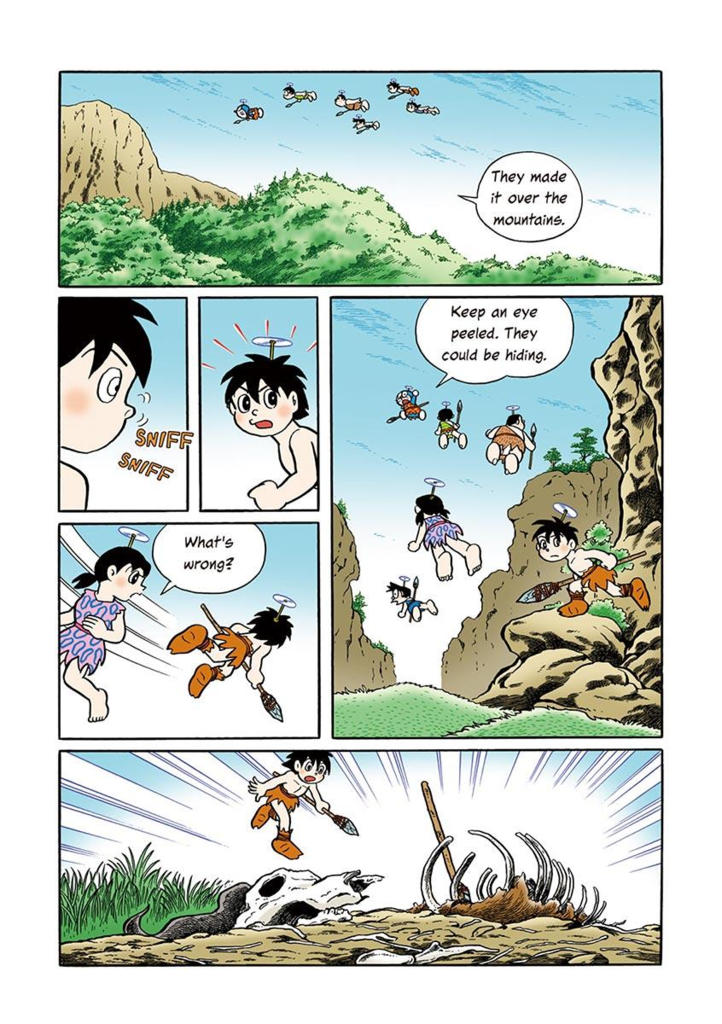 They made
it over the
mountains.
Keep an eye
peeled. They
could be hiding.
SNIFF
SNIFF
What's
wrong?